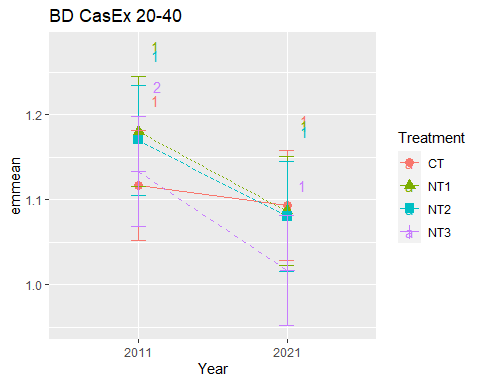 BD CasEx 20-40
1
1
2
1
1
1
1
1
1.2
1.1
1.0
emmean
2011
2021
Year
Treatment
a CT
a NT1
a NT2
a NT3